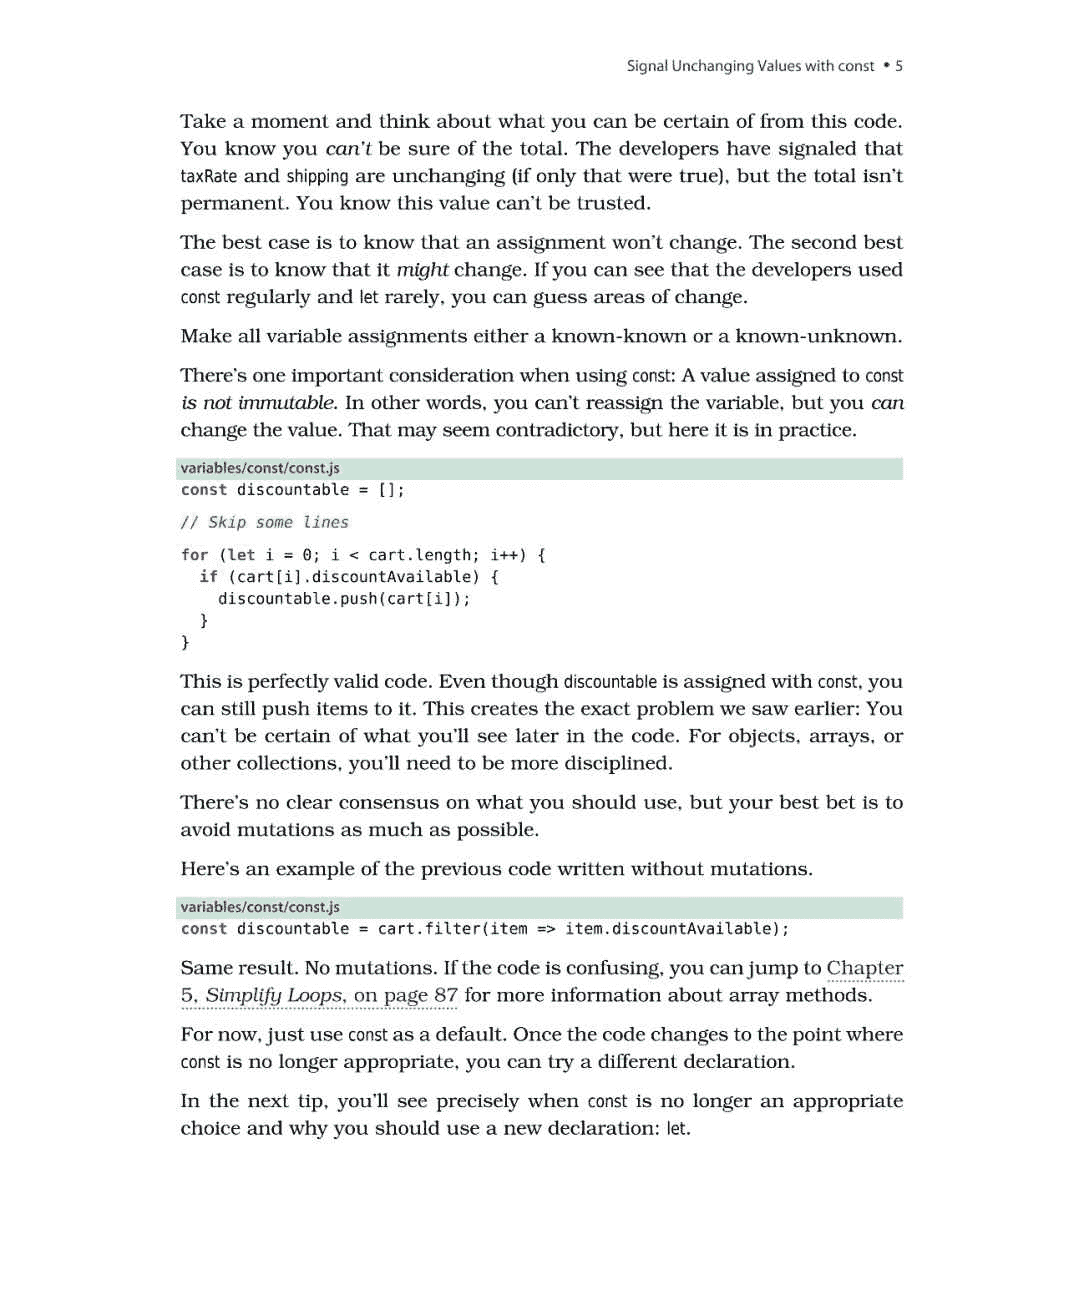 Signal Unchanging Values with const • 5
Take a moment and think about what you can be certain of from this code.
You know you can't be sure of the total. The developers have signaled that
taxRate and shipping are unchanging (if only that were true), but the total isn't
permanent. You know this value can't be trusted.
The best case is to know that an assignment won't change. The second best
case is to know that it might change. If you can see that the developers used
const regularly and let rarely, you can guess areas of change.
Make all variable assignments either a known-known or a known-unknown.
There's one important consideration when using const: A value assigned to const
is not immutable. In other words, you can't reassign the variable, but you can
change the value. That may seem contradictory, but here it is in practice.
variables/const/const.js
const discountable = [];
// Skip some lines
for (let i = 0; i < cart.length; i++) {
  if (cart[i].discountAvailable) {
    discountable.push(cart[i]);
  }
}
This is perfectly valid code. Even though discountable is assigned with const, you
can still push items to it. This creates the exact problem we saw earlier: You
can't be certain of what you'll see later in the code. For objects, arrays, or
other collections, you'll need to be more disciplined.
There's no clear consensus on what you should use, but your best bet is to
avoid mutations as much as possible.
Here's an example of the previous code written without mutations.
variables/const/const.js
const discountable = cart.filter(item => item.discountAvailable);
Same result. No mutations. If the code is confusing, you can jump to Chapter
5, Simplify Loops, on page 87 for more information about array methods.
For now, just use const as a default. Once the code changes to the point where
const is no longer appropriate, you can try a different declaration.
In the next tip, you'll see precisely when const is no longer an appropriate
choice and why you should use a new declaration: let.